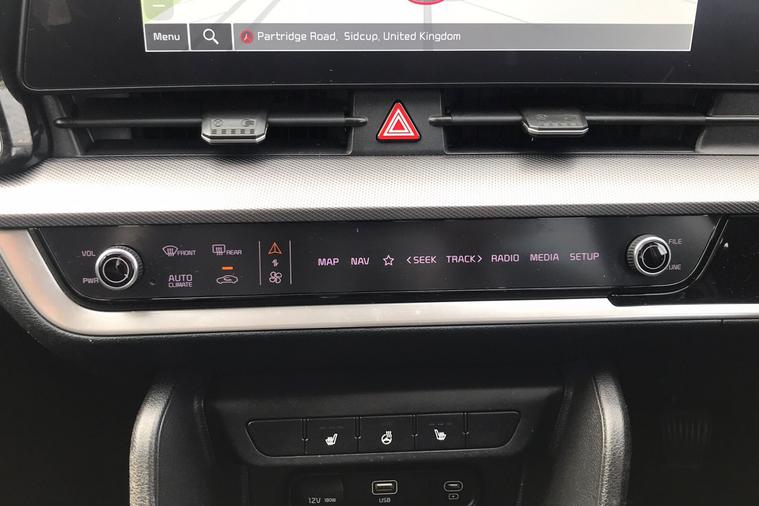 Menu
Partridge Road, Sidcup, United Kingdom
VOL
PWR
FRONT
REAR
AUTO
CLIMATE
MAP NAV <SEEK TRACK> RADIO MEDIA SETUP
FILE
12V 180W
USB